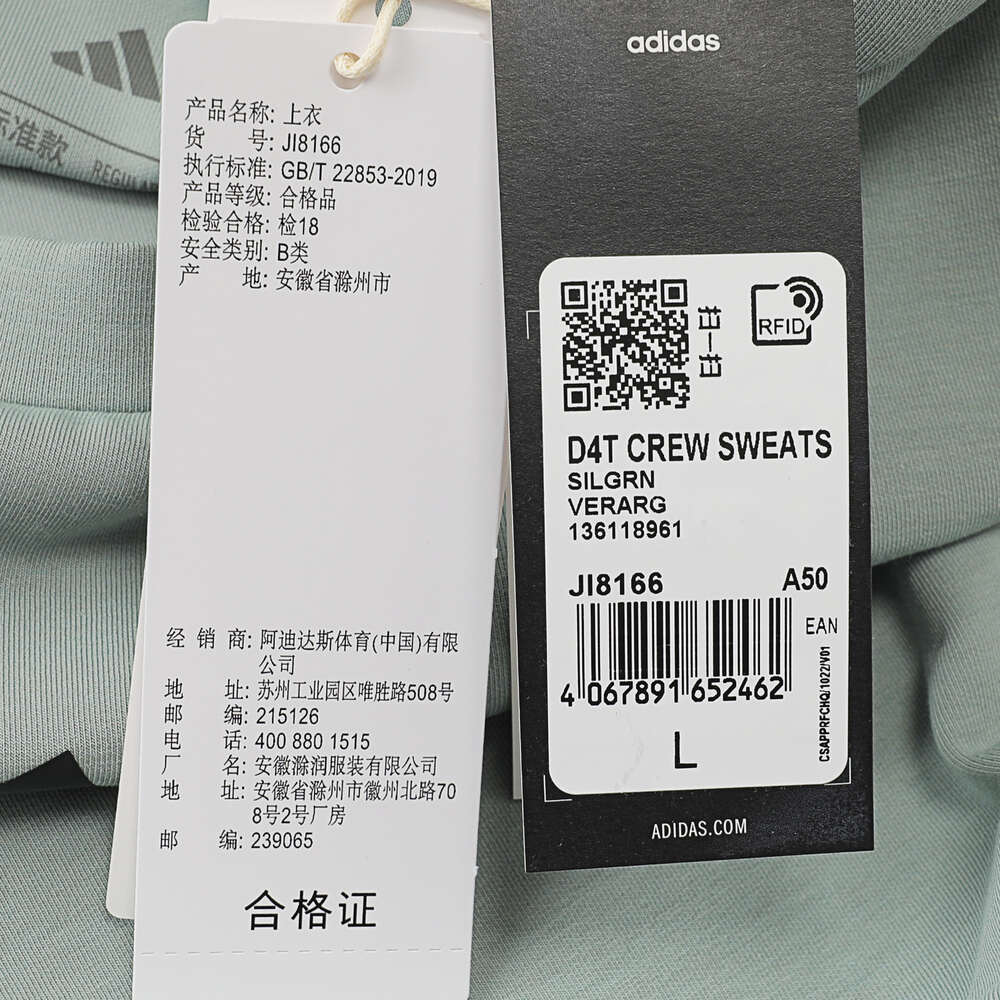 标准款
REGULA
产品名称: 上衣
货 号: JI8166
执行标准: GB/T 22853-2019
产品等级: 合格品
检验合格: 检18
安全类别: B类
产 地: 安徽省滁州市
经 销 商: 阿迪达斯体育(中国)有限
公司
地 址: 苏州工业园区唯胜路508号
邮 编: 215126
电 话: 400 880 1515
厂 名: 安徽滁润服装有限公司
地 址: 安徽省滁州市徽州北路70
8号2号厂房
邮 编: 239065
合格证
adidas
扫一扫
RFID
D4T CREW SWEATS
SILGRN
VERARG
136118961
JI8166 A50
EAN
4 067891 652462
CSAPPRFCHQ/1022/V01
L
ADIDAS.COM